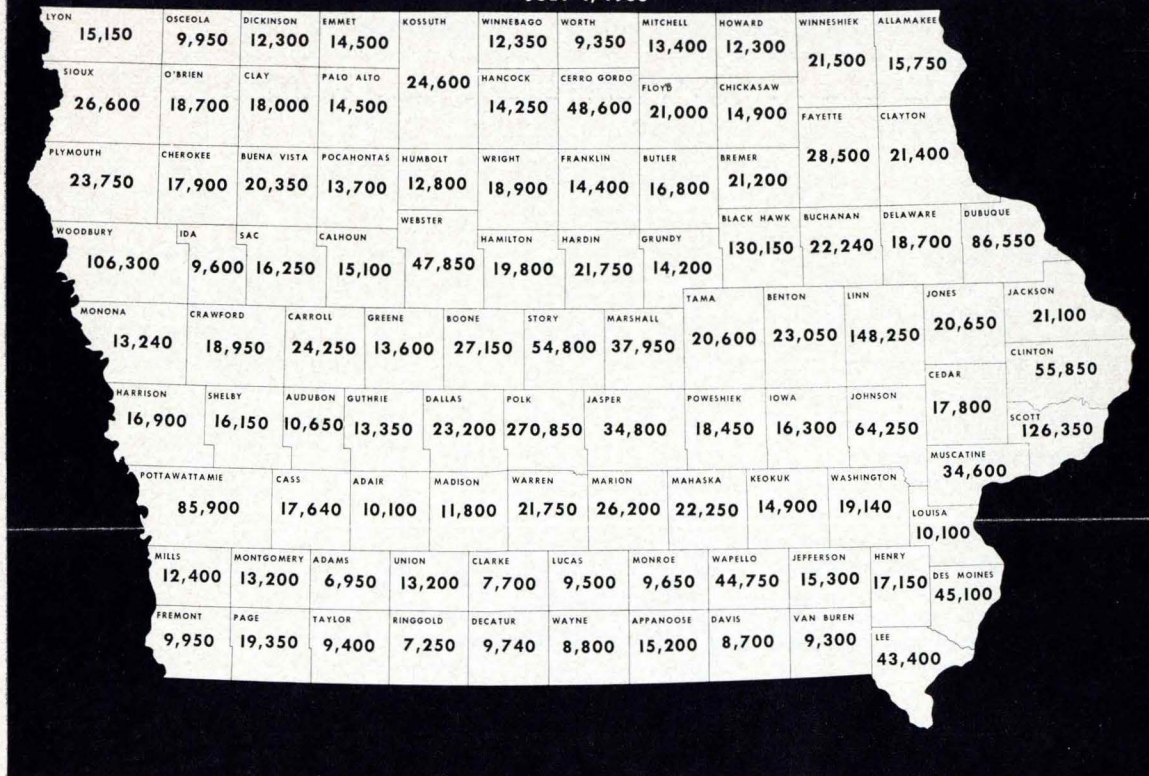 LYON
15,150
OSCEOLA
9,950
DICKINSON
12,300
EMMET
14,500
KOSSUTH
24,600
WINNEBAGO
12,350
WORTH
9,350
MITCHELL
13,400
HOWARD
12,300
WINNESHIEK
21,500
ALLAMAKEE
15,750
SIOUX
26,600
O'BRIEN
18,700
CLAY
18,000
PALO ALTO
14,500
HANCOCK
14,250
CERRO GORDO
48,600
FLOYD
21,000
CHICKASAW
14,900
FAYETTE
28,500
CLAYTON
21,400
PLYMOUTH
23,750
CHEROKEE
17,900
BUENA VISTA
20,350
POCAHONTAS
13,700
HUMBOLT
12,800
WRIGHT
18,900
FRANKLIN
14,400
BUTLER
16,800
BREMER
21,200
WOODBURY
106,300
IDA
9,600
SAC
16,250
CALHOUN
15,100
WEBSTER
47,850
HAMILTON
19,800
HARDIN
21,750
GRUNDY
14,200
BLACK HAWK
130,150
BUCHANAN
22,240
DELAWARE
18,700
DUBUQUE
86,550
MONONA
13,240
CRAWFORD
18,950
CARROLL
24,250
GREENE
13,600
BOONE
27,150
STORY
54,800
MARSHALL
37,950
TAMA
20,600
BENTON
23,050
LINN
148,250
JONES
20,650
JACKSON
21,100
CLINTON
55,850
CEDAR
17,800
SCOTT
126,350
HARRISON
16,900
SHELBY
16,150
AUDUBON
10,650
GUTHRIE
13,350
DALLAS
23,200
POLK
270,850
JASPER
34,800
POWESHIEK
18,450
IOWA
16,300
JOHNSON
64,250
MUSCATINE
34,600
POTTAWATTAMIE
85,900
CASS
17,640
ADAIR
10,100
MADISON
11,800
WARREN
21,750
MARION
26,200
MAHASKA
22,250
KEOKUK
14,900
WASHINGTON
19,140
LOUISA
10,100
MILLS
12,400
MONTGOMERY
13,200
ADAMS
6,950
UNION
13,200
CLARKE
7,700
LUCAS
9,500
MONROE
9,650
WAPELLO
44,750
JEFFERSON
15,300
HENRY
17,150
DES MOINES
45,100
FREMONT
9,950
PAGE
19,350
TAYLOR
9,400
RINGGOLD
7,250
DECATUR
9,740
WAYNE
8,800
APPANOOSE
15,200
DAVIS
8,700
VAN BUREN
9,300
LEE
43,400